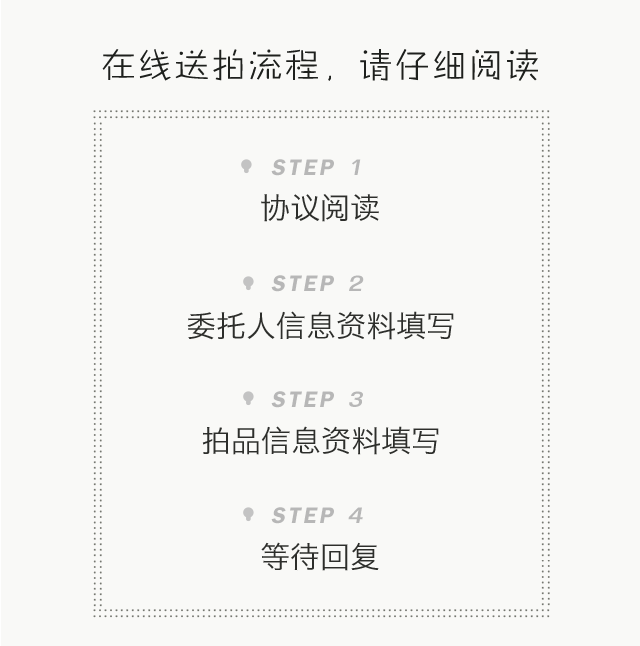 在线送拍流程，请仔细阅读
STEP 1
协议阅读
STEP 2
委托人信息资料填写
STEP 3
拍品信息资料填写
STEP 4
等待回复